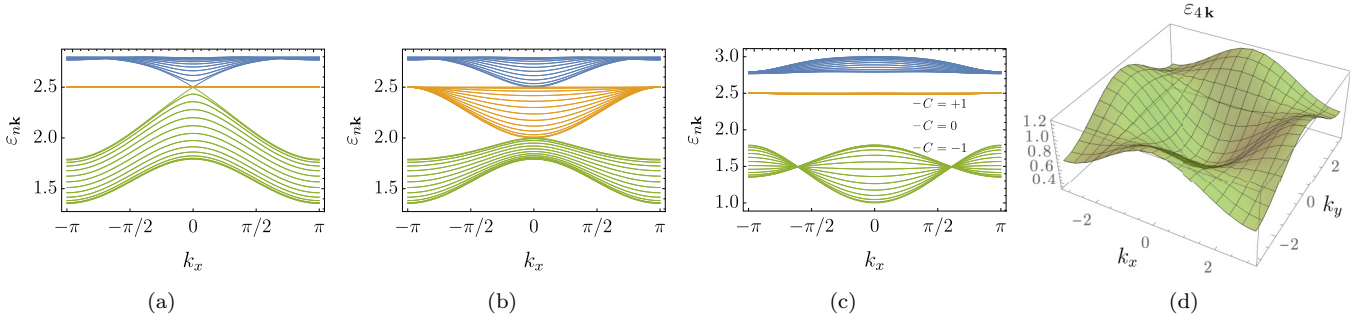 ε_{n𝐤}
2.5
2.0
1.5
−π
−π/2
0
π/2
π
k_x
(a)
ε_{n𝐤}
2.5
2.0
1.5
−π
−π/2
0
π/2
π
k_x
(b)
ε_{n𝐤}
3.0
2.5
2.0
1.5
1.0
− C = +1
− C = 0
− C = −1
−π
−π/2
0
π/2
π
k_x
(c)
ε_{4𝐤}
1.2
1.0
0.8
0.6
0.4
−2
0
2
k_x
2
0
−2
k_y
(d)